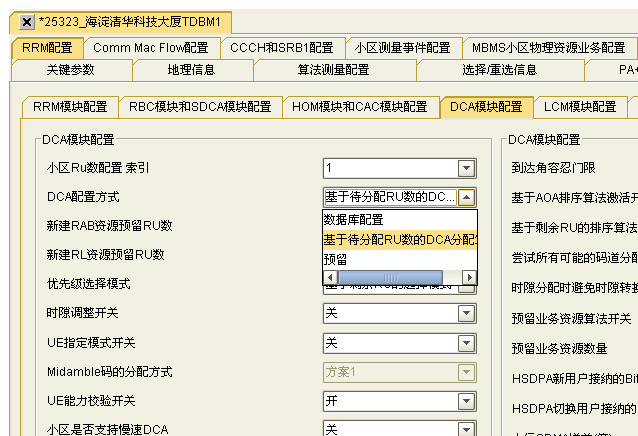 *25323_海淀清华科技大厦TDBM1
RRM配置 Comm Mac Flow配置 CCCH和SRB1配置 小区测量事件配置 MBMS小区物理资源业务配置
关键参数 地理信息 算法测量配置 选择/重选信息 PA+
RRM模块配置 RBC模块和SDCA模块配置 HOM模块和CAC模块配置 DCA模块配置 LCM模块配置
DCA模块配置 DCA模块配置
小区Ru数配置 索引 1 到达角容忍门限
DCA配置方式 基于待分配RU数的DC... 基于AOA排序算法激活开
数据库配置
新建RAB资源预留RU数 基于剩余RU的排序算法
基于待分配RU数的DCA分配
新建RL资源预留RU数 尝试所有可能的码道分配
预留
优先级选择模式 基于剩余RU的选择模式 时隙分配时避免时隙转换
时隙调整开关 关 预留业务资源算法开关
UE指定模式开关 关 预留业务资源数量
Midamble码的分配方式 方案1 HSDPA新用户接纳的Bif
UE能力校验开关 开 HSDPA切换用户接纳的
小区是否支持慢速DCA 关